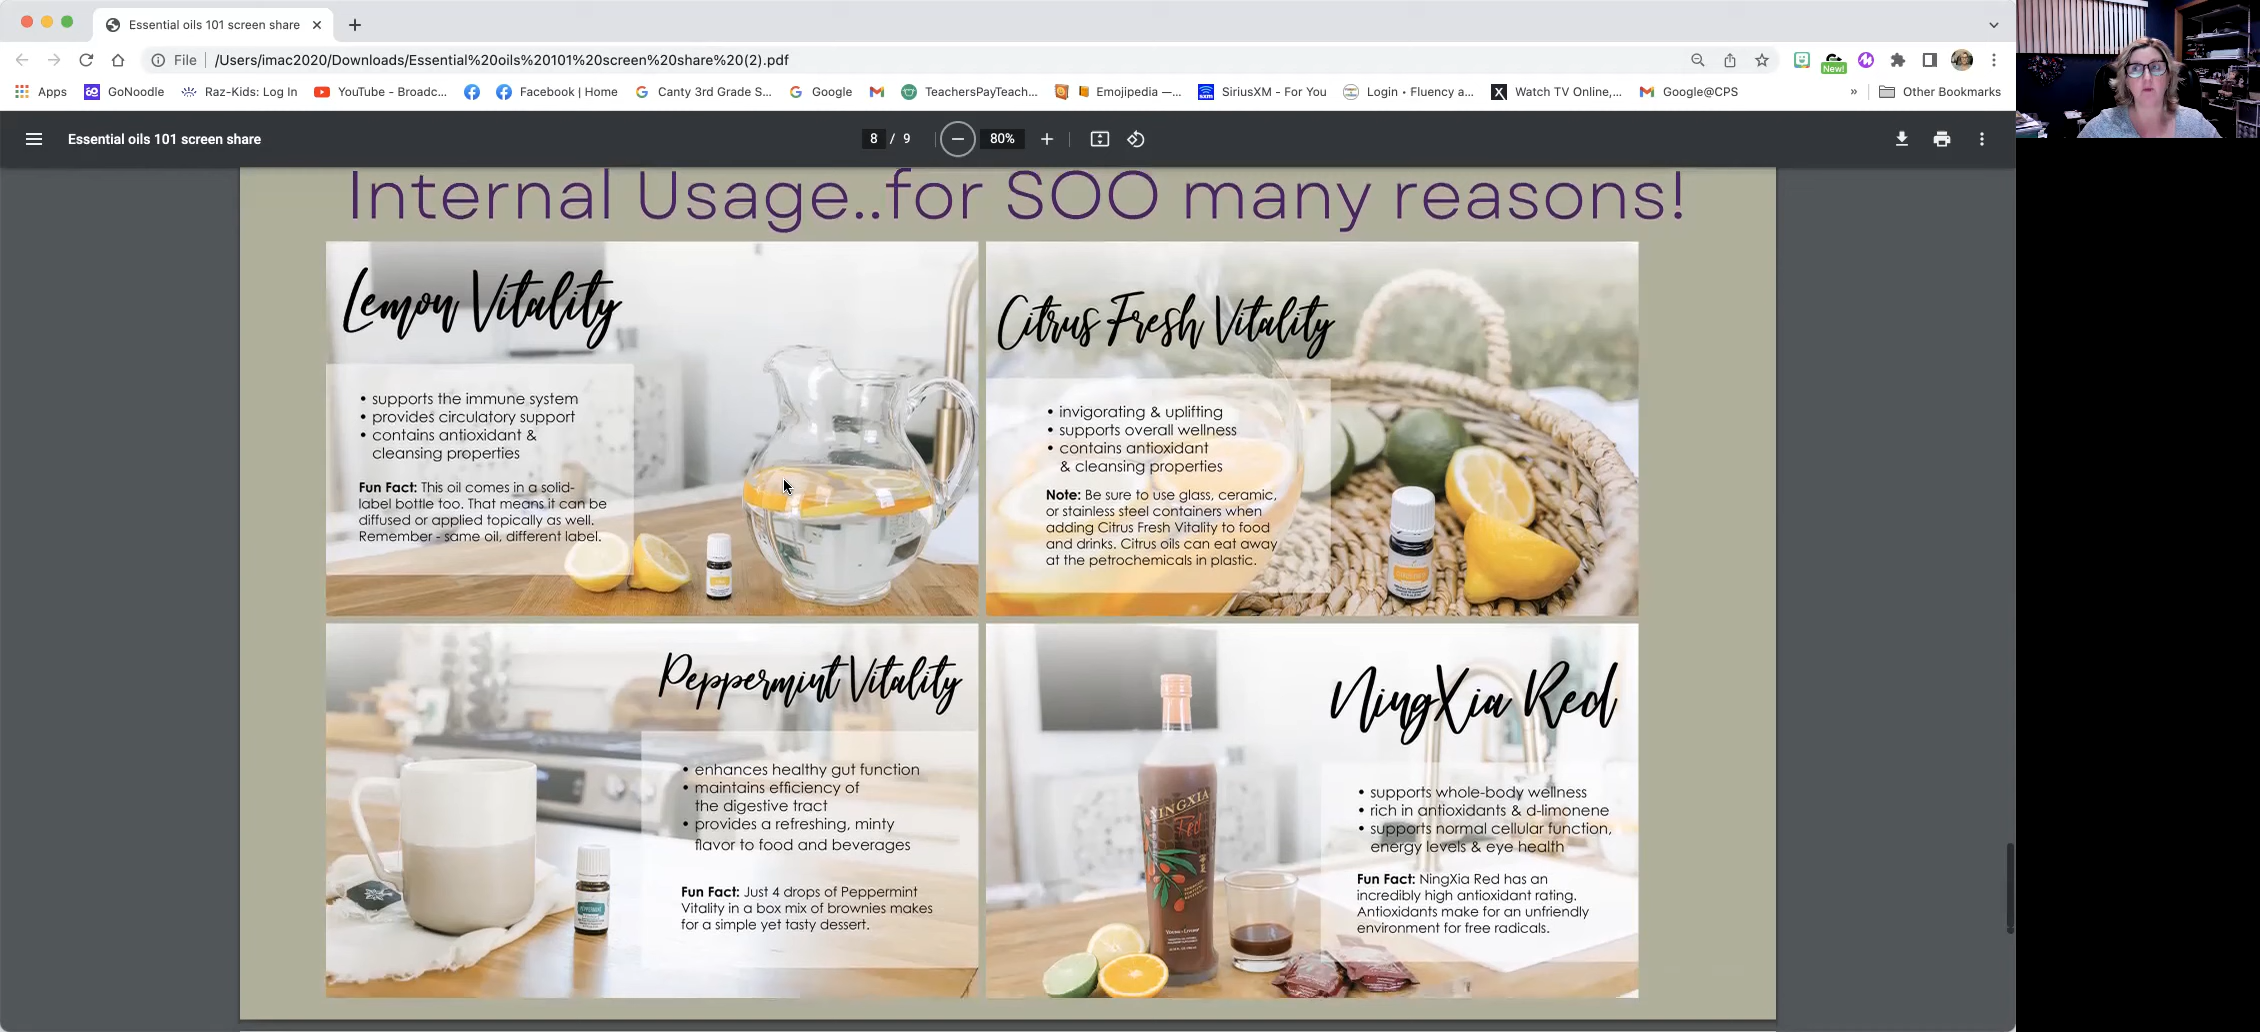 Essential oils 101 screen share
File
/Users/imac2020/Downloads/Essential%20oils%20101%20screen%20share%20(2).pdf
New!
Apps
GoNoodle
Raz-Kids: Log In
YouTube - Broadc...
Facebook | Home
Canty 3rd Grade S...
Google
TeachersPayTeach...
Emojipedia —...
SiriusXM - For You
Login • Fluency a...
Watch TV Online,...
Google@CPS
»
Other Bookmarks
Essential oils 101 screen share
8 / 9
80%
Internal Usage..for SOO many reasons!
Lemon Vitality
• supports the immune system
• provides circulatory support
• contains antioxidant &
cleansing properties
Fun Fact: This oil comes in a solid-
label bottle too. That means it can be
diffused or applied topically as well.
Remember - same oil, different label.
Citrus Fresh Vitality
• invigorating & uplifting
• supports overall wellness
• contains antioxidant
& cleansing properties
Note: Be sure to use glass, ceramic,
or stainless steel containers when
adding Citrus Fresh Vitality to food
and drinks. Citrus oils can eat away
at the petrochemicals in plastic.
Peppermint Vitality
• enhances healthy gut function
• maintains efficiency of
the digestive tract
• provides a refreshing, minty
flavor to food and beverages
Fun Fact: Just 4 drops of Peppermint
Vitality in a box mix of brownies makes
for a simple yet tasty dessert.
NingXia Red
• supports whole-body wellness
• rich in antioxidants & d-limonene
• supports normal cellular function,
energy levels & eye health
Fun Fact: NingXia Red has an
incredibly high antioxidant rating.
Antioxidants make for an unfriendly
environment for free radicals.
NINGXIA
Red